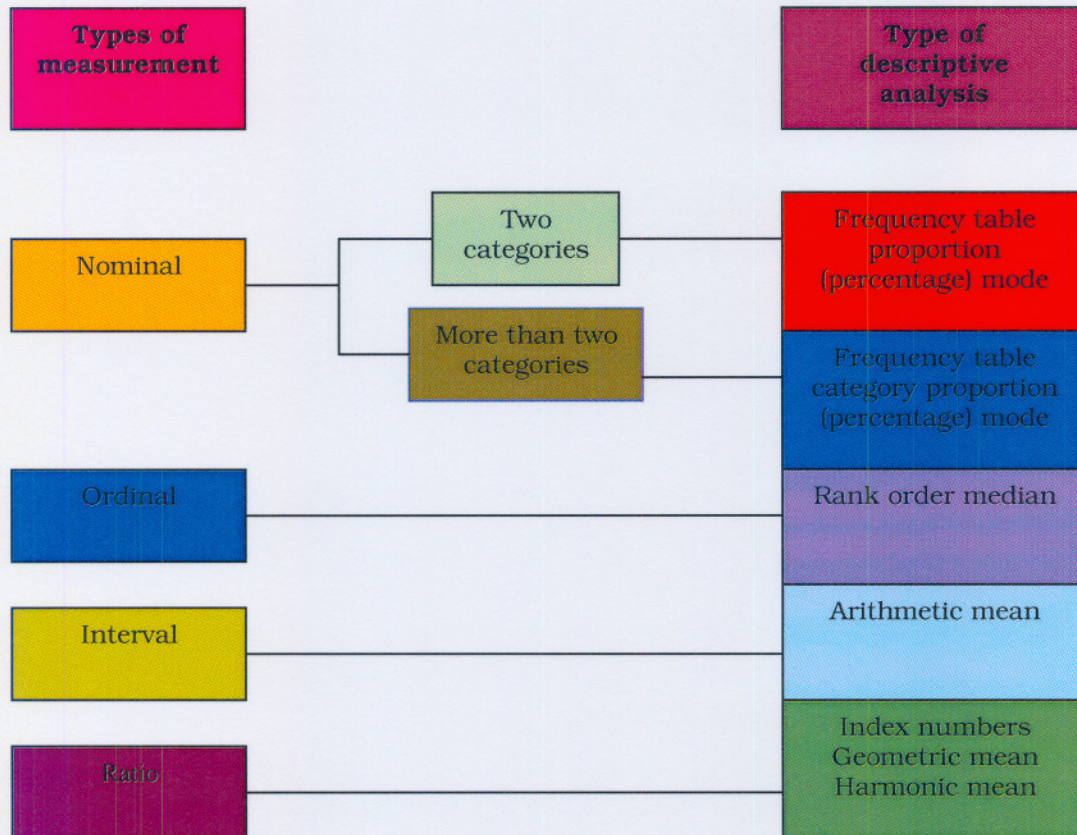 Types of
measurement
Type of
descriptive
analysis
Nominal
Two
categories
More than two
categories
Frequency table
proportion
(percentage) mode
Frequency table
category proportion
(percentage) mode
Ordinal
Rank order median
Interval
Arithmetic mean
Ratio
Index numbers
Geometric mean
Harmonic mean